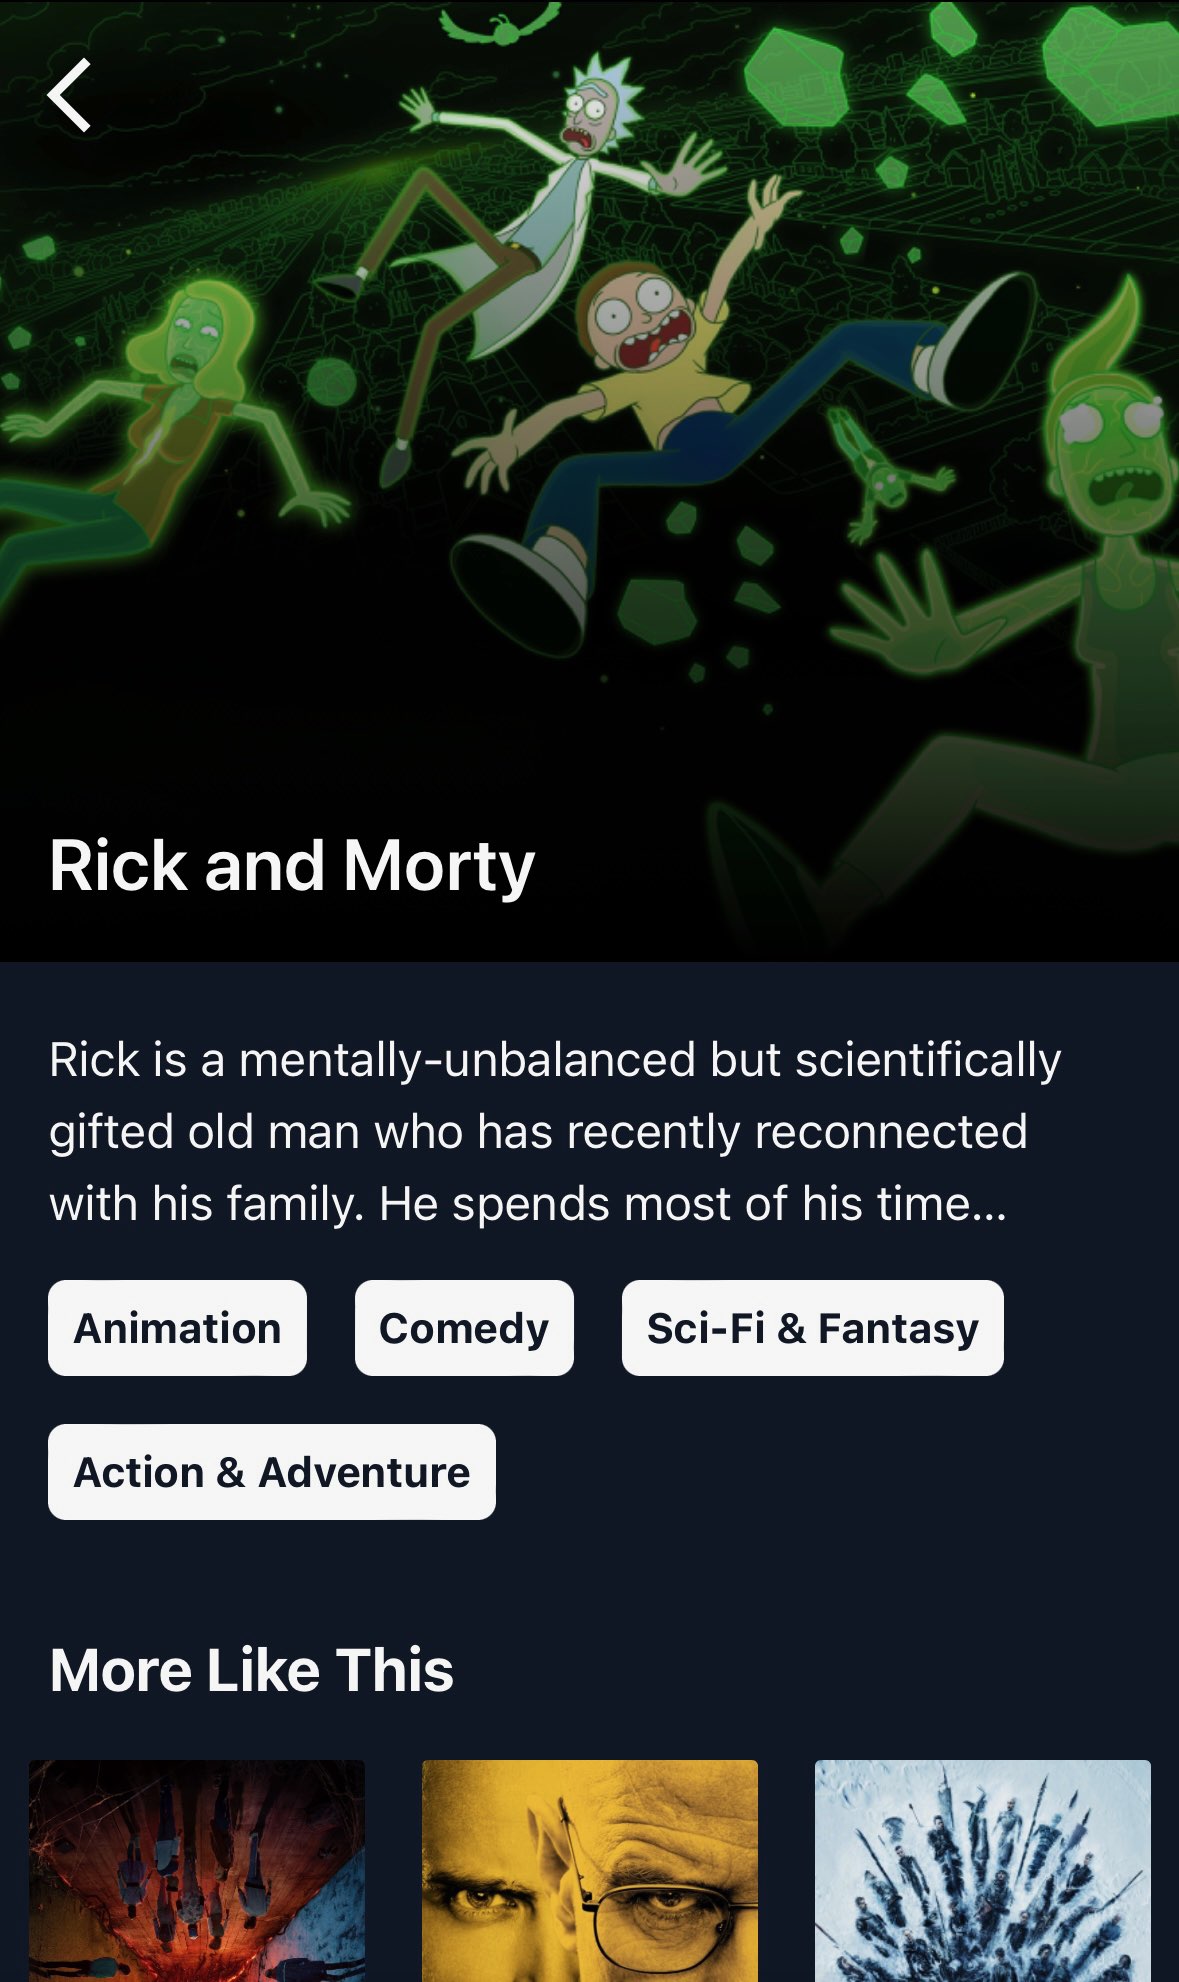 Rick and Morty
Rick is a mentally-unbalanced but scientifically
gifted old man who has recently reconnected
with his family. He spends most of his time...
Animation
Comedy
Sci-Fi & Fantasy
Action & Adventure
More Like This